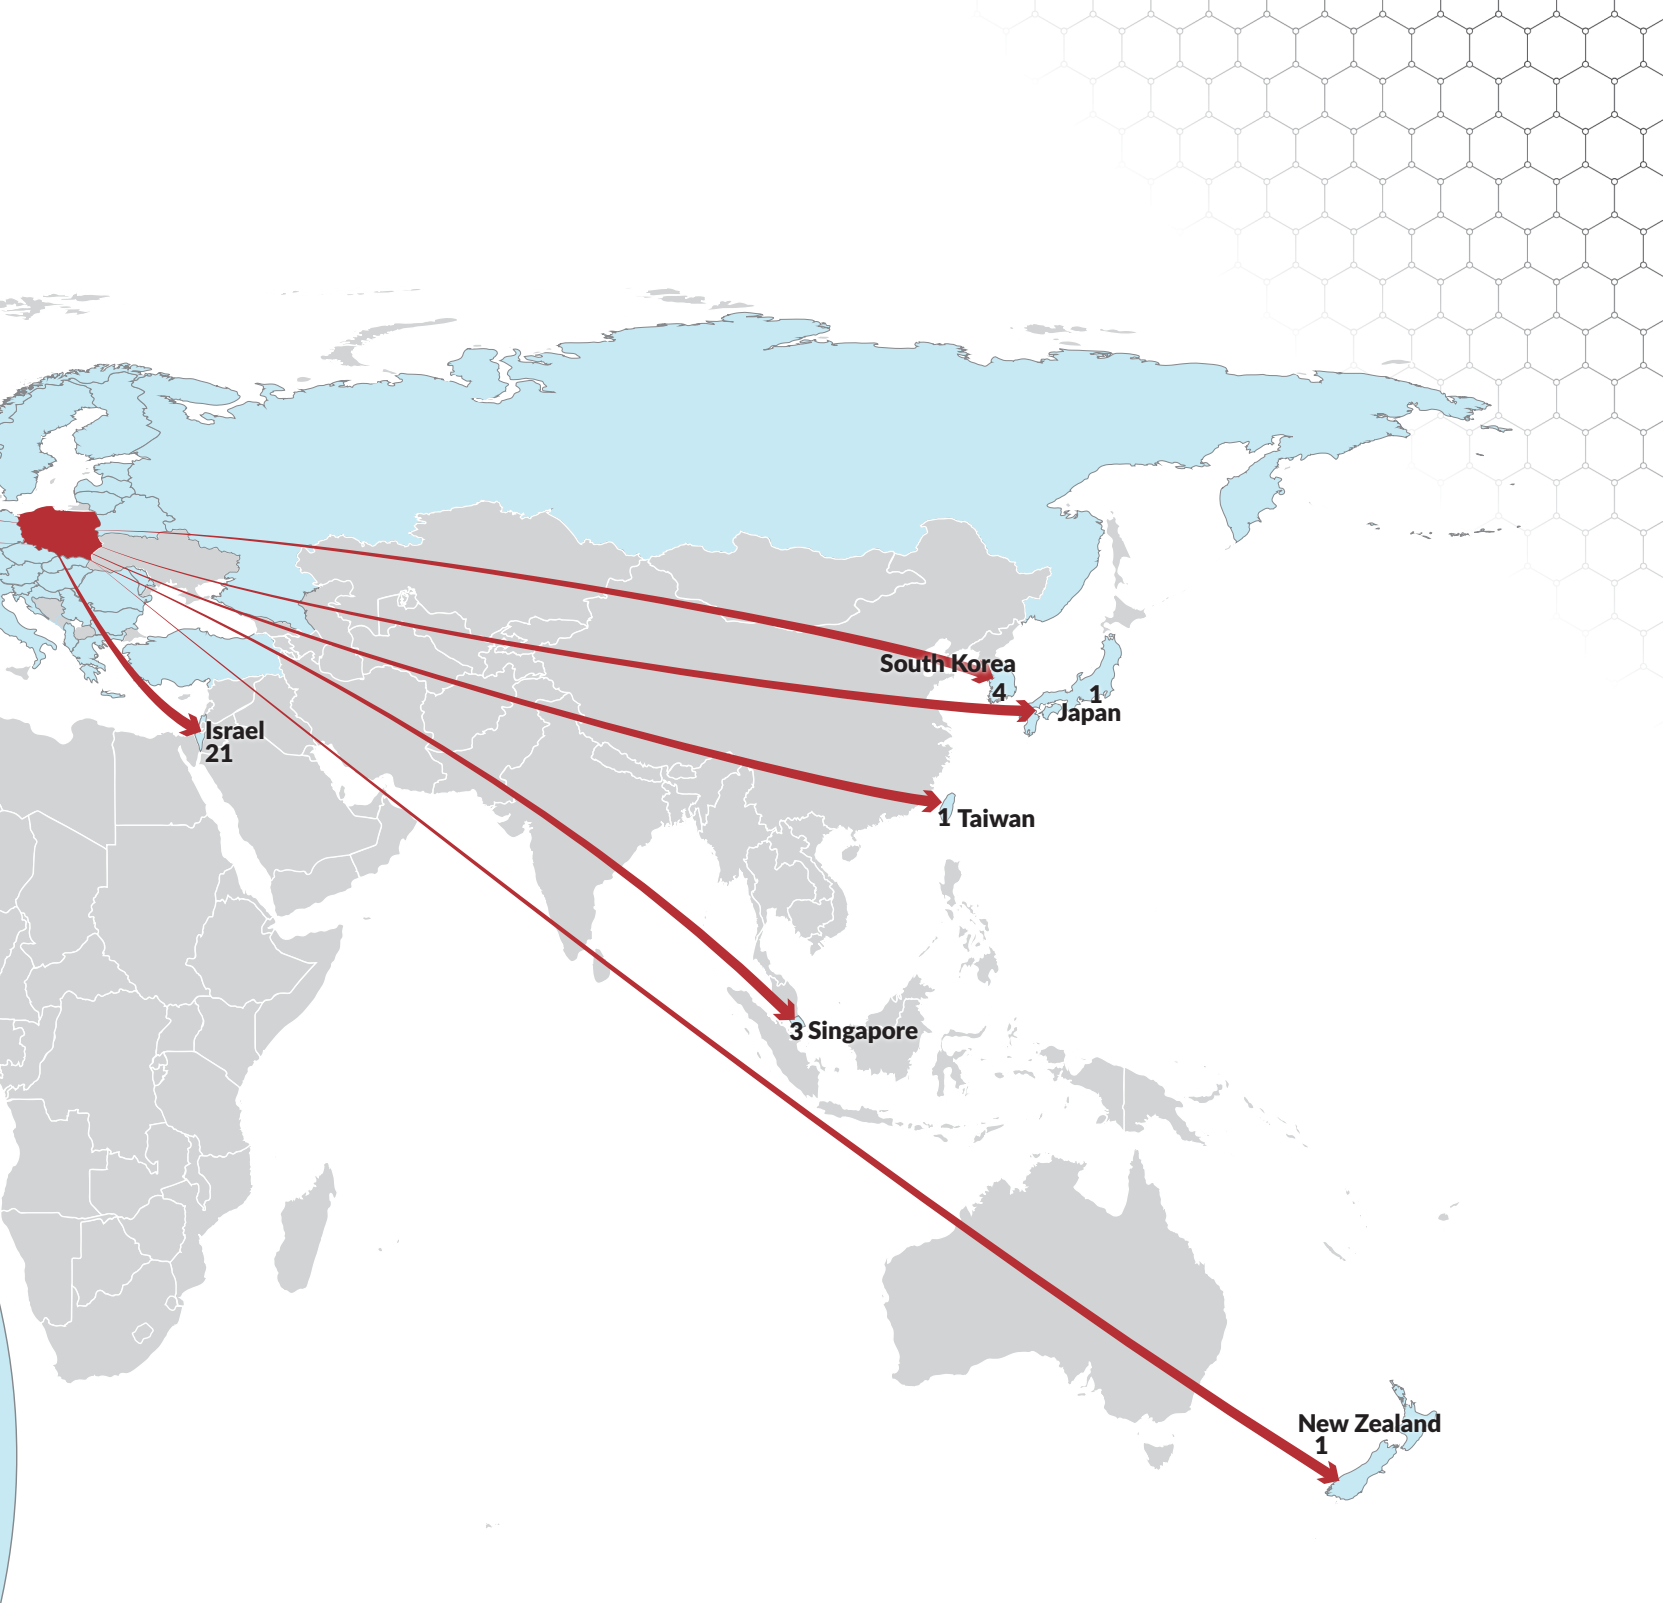 South Korea
4
1
Japan
Israel
21
1 Taiwan
3 Singapore
New Zealand
1